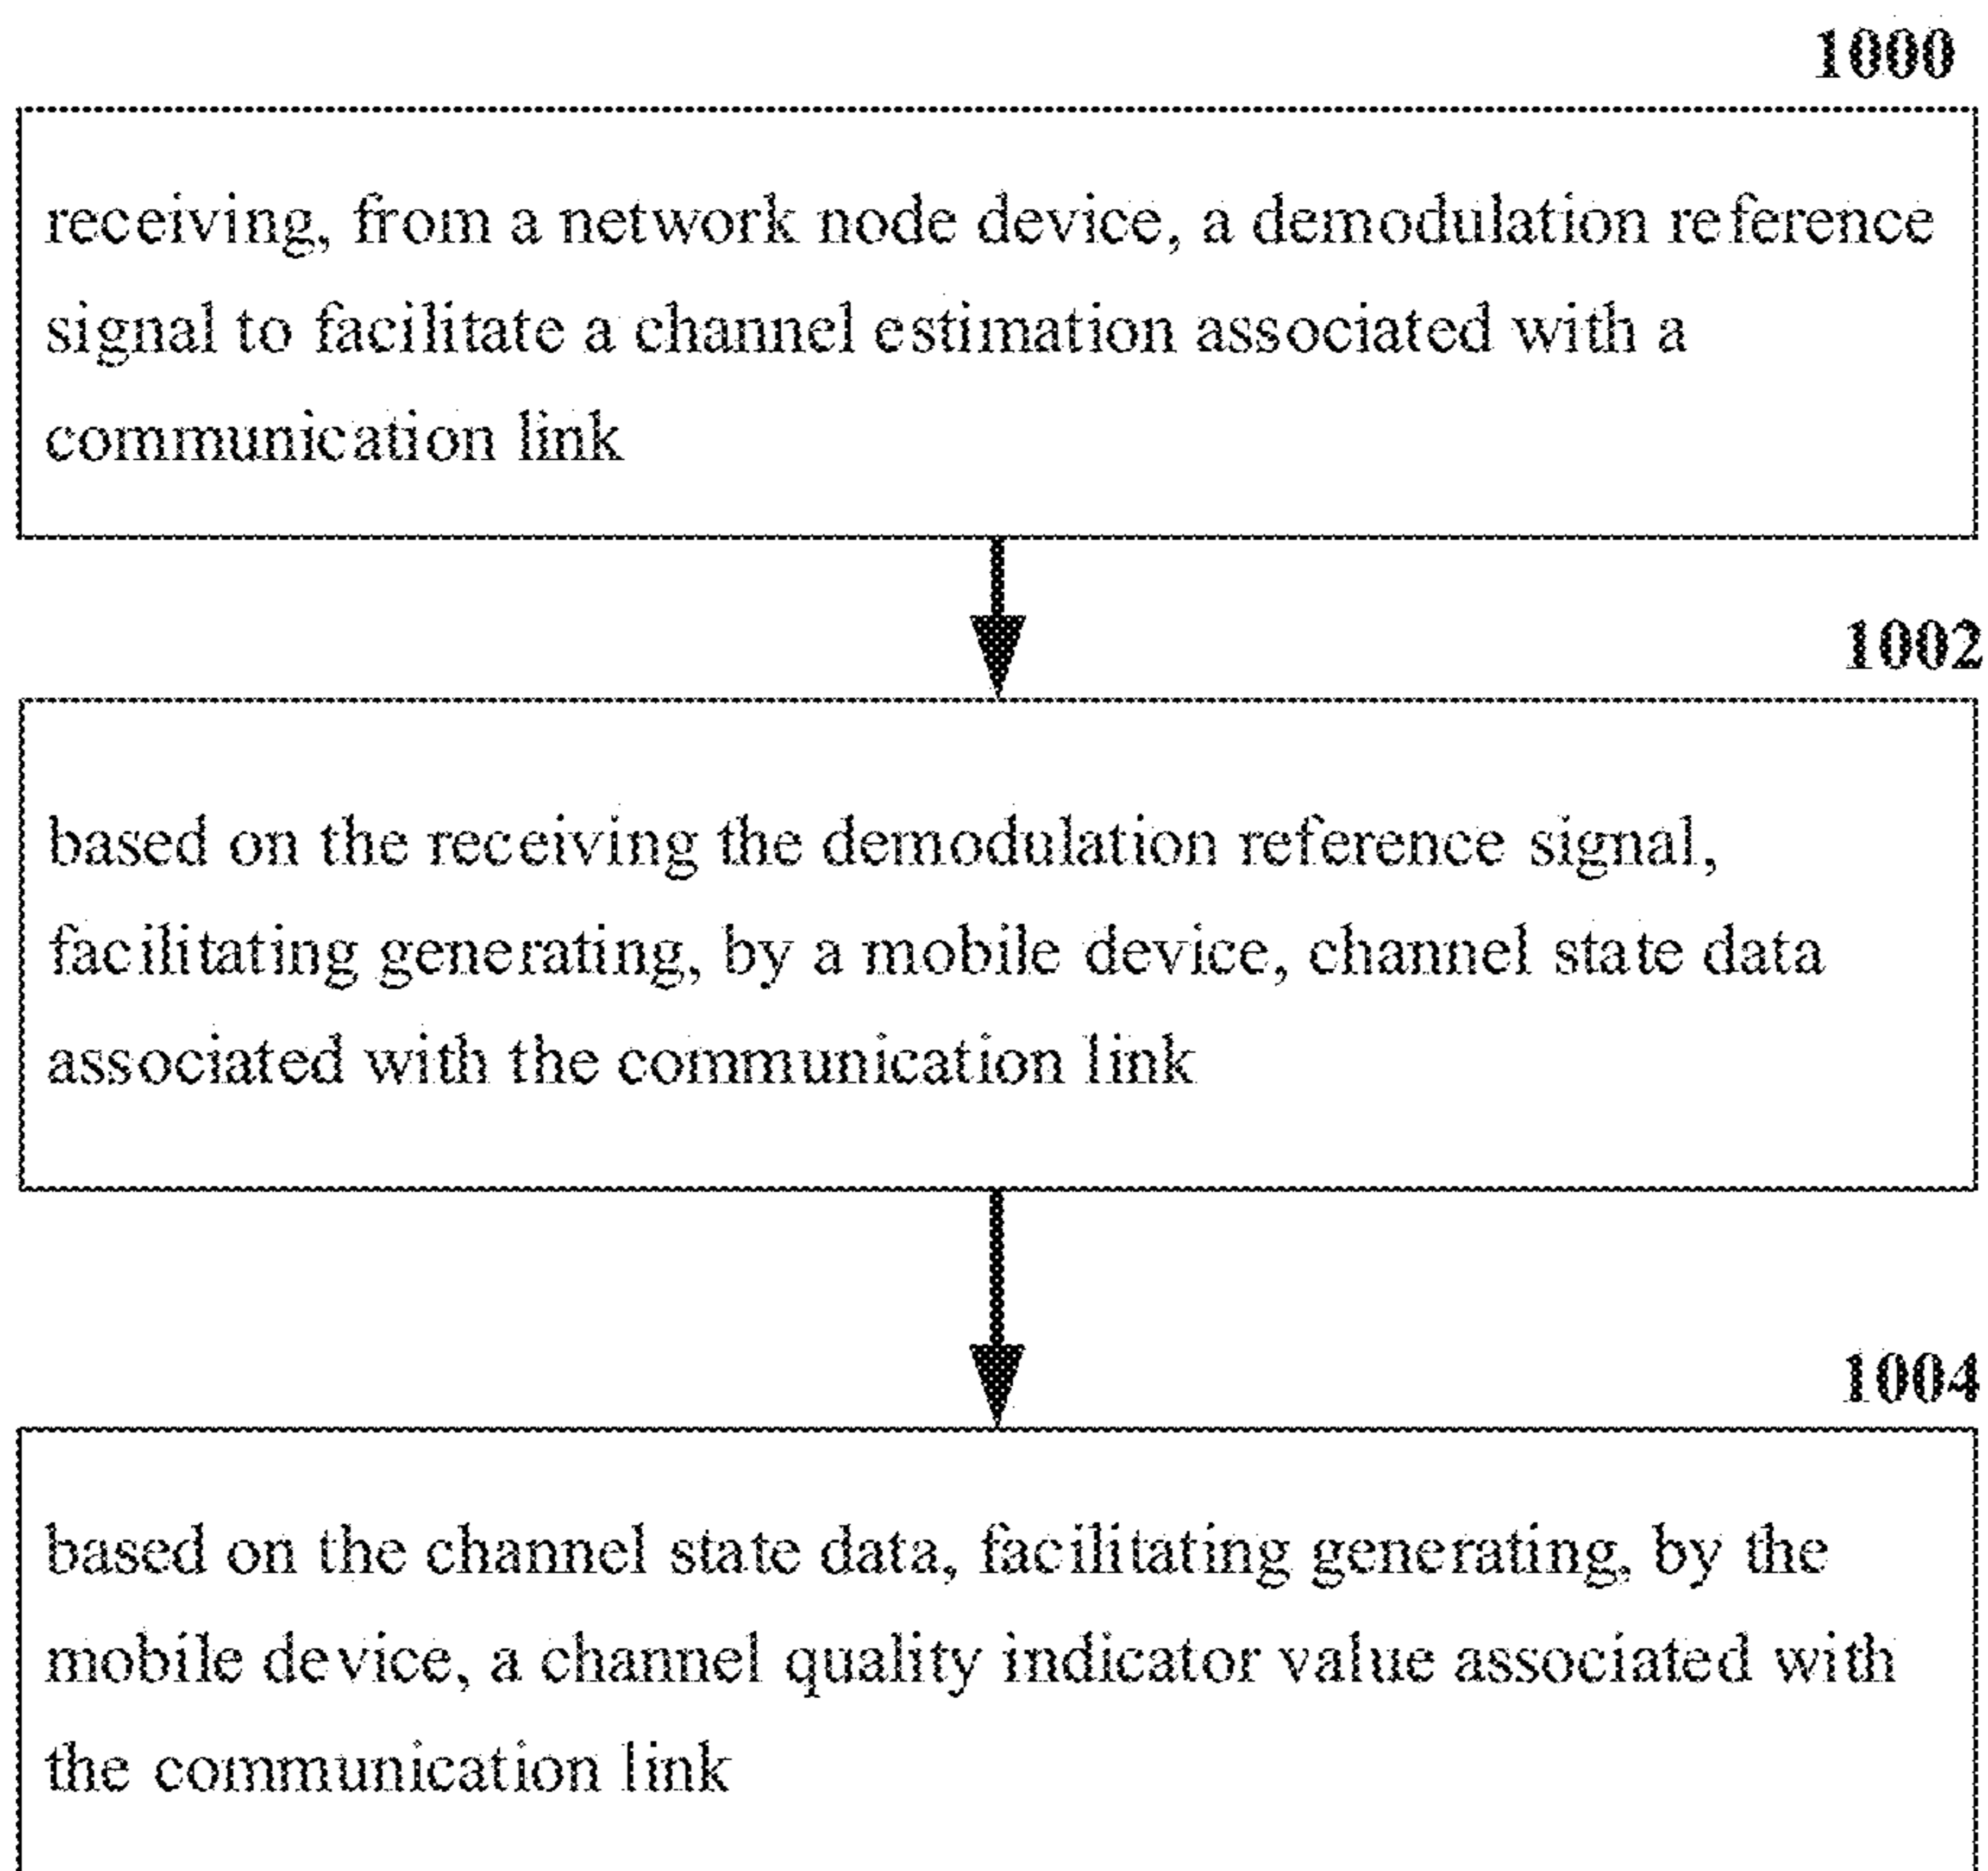 1000
receiving, from a network node device, a demodulation reference
signal to facilitate a channel estimation associated with a
communication link
1002
based on the receiving the demodulation reference signal,
facilitating generating, by a mobile device, channel state data
associated with the communication link
1004
based on the channel state data, facilitating generating, by the
mobile device, a channel quality indicator value associated with
the communication link